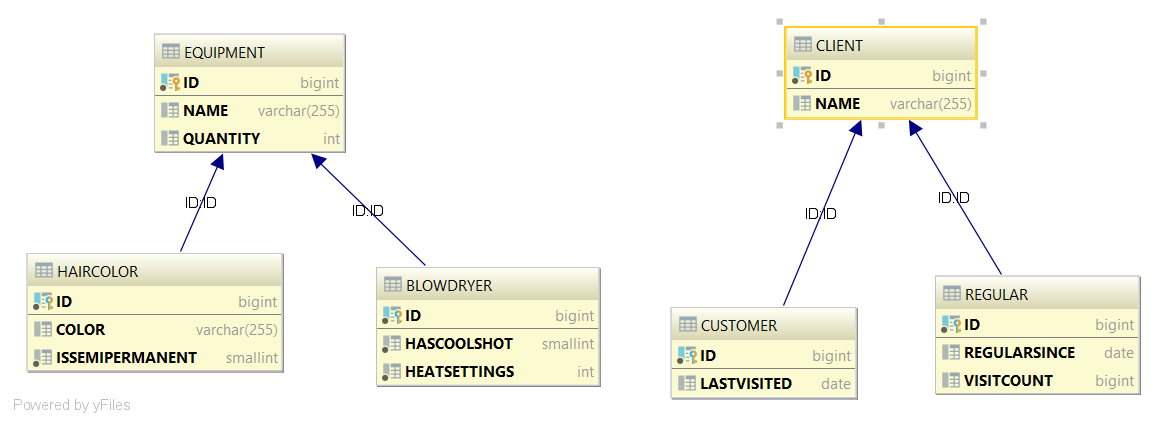 EQUIPMENT
ID bigint
NAME varchar(255)
QUANTITY int
CLIENT
ID bigint
NAME varchar(255)
ID:ID
ID:ID
ID:ID
ID:ID
HAIRCOLOR
ID bigint
COLOR varchar(255)
ISSEMIPERMANENT smallint
BLOWDRYER
ID bigint
HASCOOLSHOT smallint
HEATSETTINGS int
CUSTOMER
ID bigint
LASTVISITED date
REGULAR
ID bigint
REGULARSINCE date
VISITCOUNT bigint
Powered by yFiles